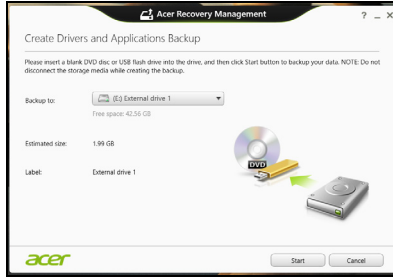 Acer Recovery Management
? _ X
Create Drivers and Applications Backup
Please insert a blank DVD disc or USB flash drive into the drive, and then click Start button to backup your data. NOTE: Do not
disconnect the storage media while creating the backup.
Backup to: (E:) External drive 1
Free space: 42.56 GB
Estimated size: 1.99 GB
Label: External drive 1
DVD
acer Start Cancel